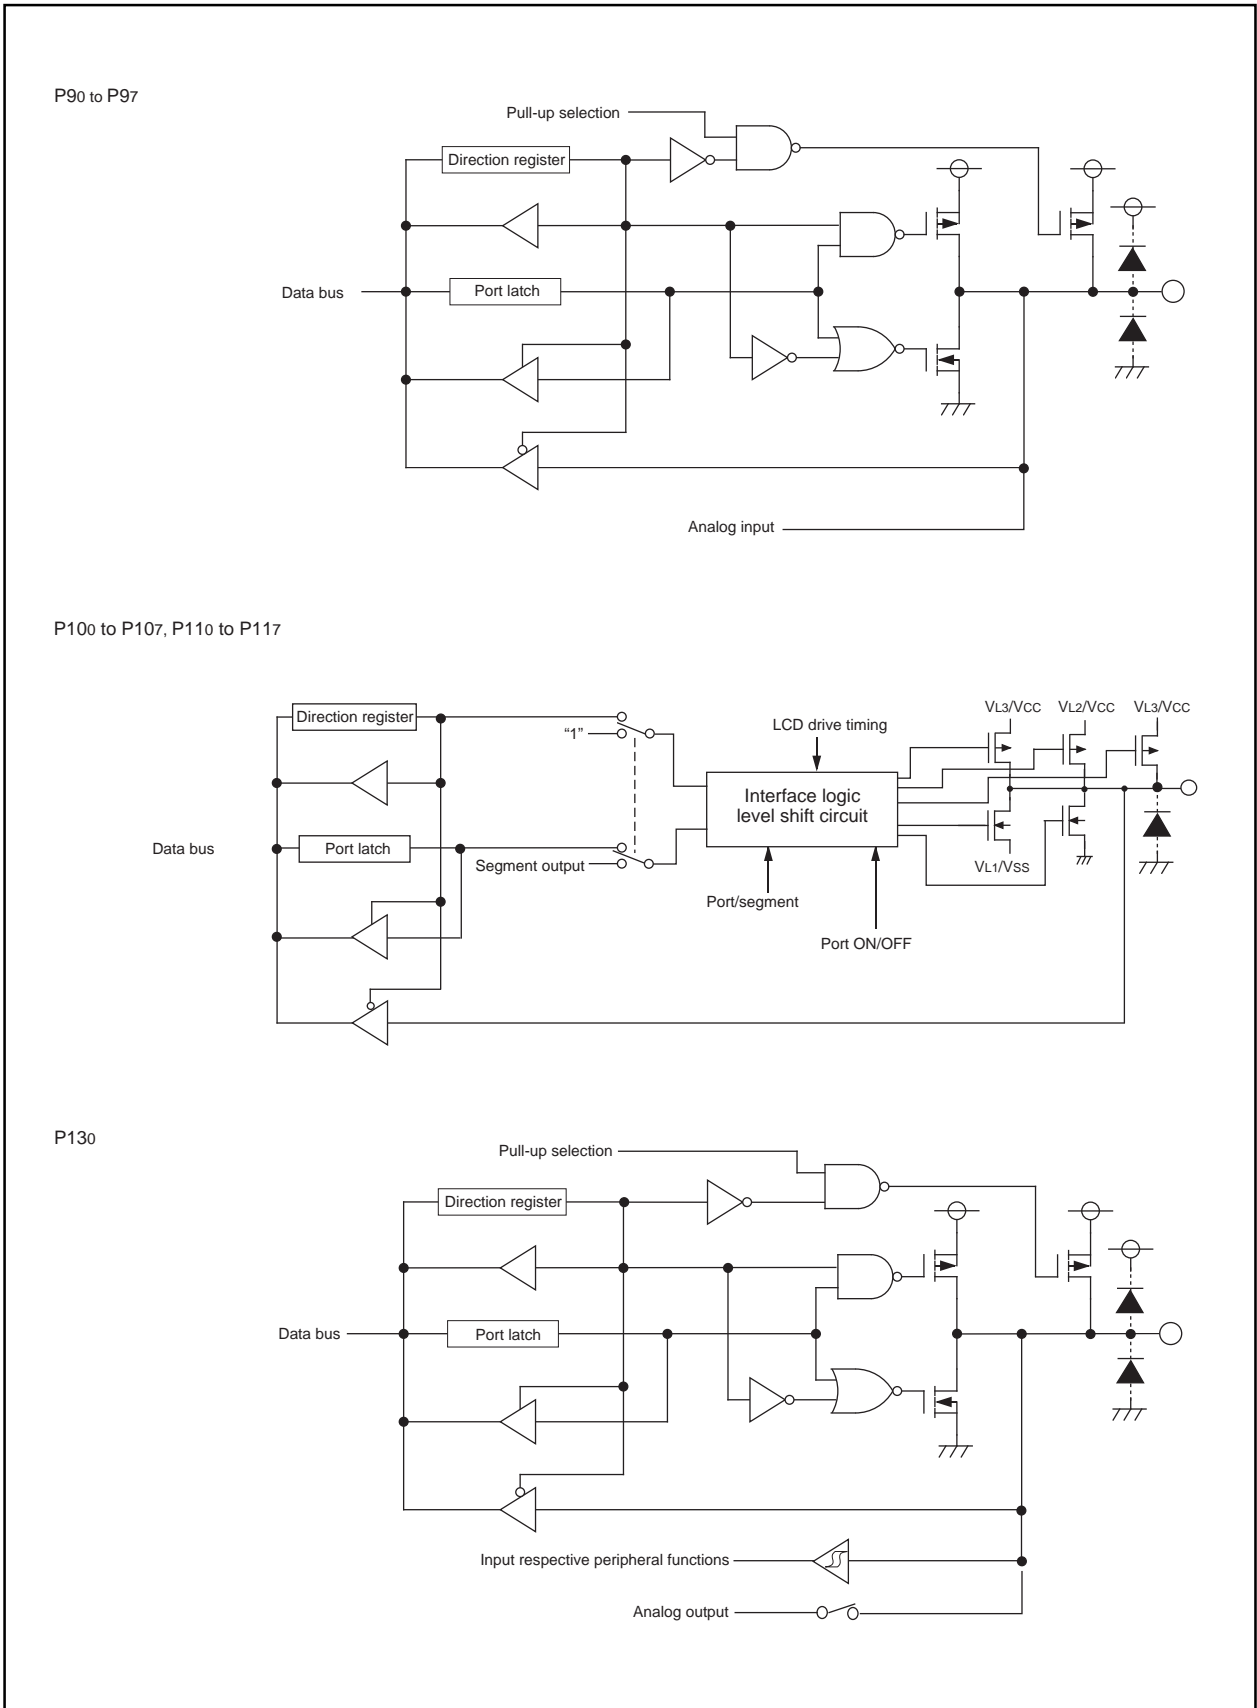 P90 to P97
Pull-up selection
Direction register
Data bus
Port latch
Analog input
P100 to P107, P110 to P117
Direction register
"1"
LCD drive timing
VL3/VCC
VL2/VCC
VL3/VCC
Interface logic
level shift circuit
Data bus
Port latch
Segment output
VL1/VSS
Port/segment
Port ON/OFF
P130
Pull-up selection
Direction register
Data bus
Port latch
Input respective peripheral functions
Analog output